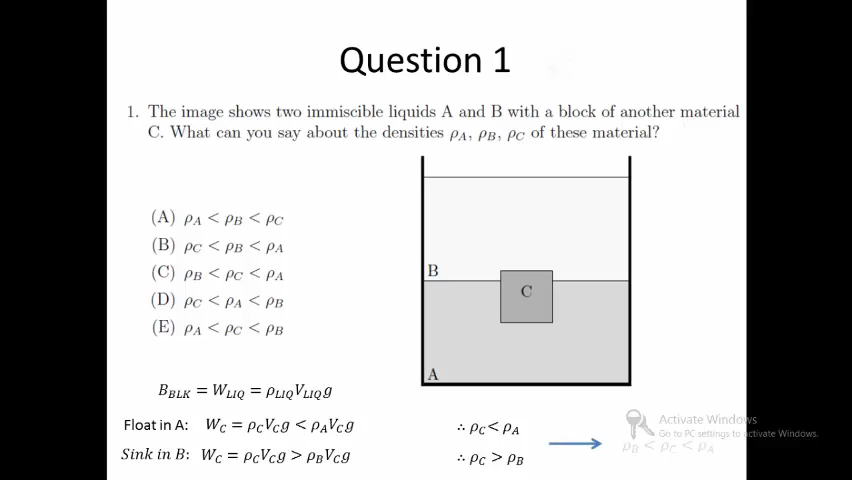 Question 1
1. The image shows two immiscible liquids A and B with a block of another material
C. What can you say about the densities ρ_A, ρ_B, ρ_C of these material?
(A) ρ_A < ρ_B < ρ_C
(B) ρ_C < ρ_B < ρ_A
(C) ρ_B < ρ_C < ρ_A
(D) ρ_C < ρ_A < ρ_B
(E) ρ_A < ρ_C < ρ_B
B
C
A
B_BLK = W_LIQ = ρ_LIQ V_LIQ g
Float in A: W_C = ρ_C V_C g < ρ_A V_C g ∴ ρ_C < ρ_A
Sink in B: W_C = ρ_C V_C g > ρ_B V_C g ∴ ρ_C > ρ_B
ρ_B < ρ_C < ρ_A
Activate Windows
Go to PC settings to activate Windows.